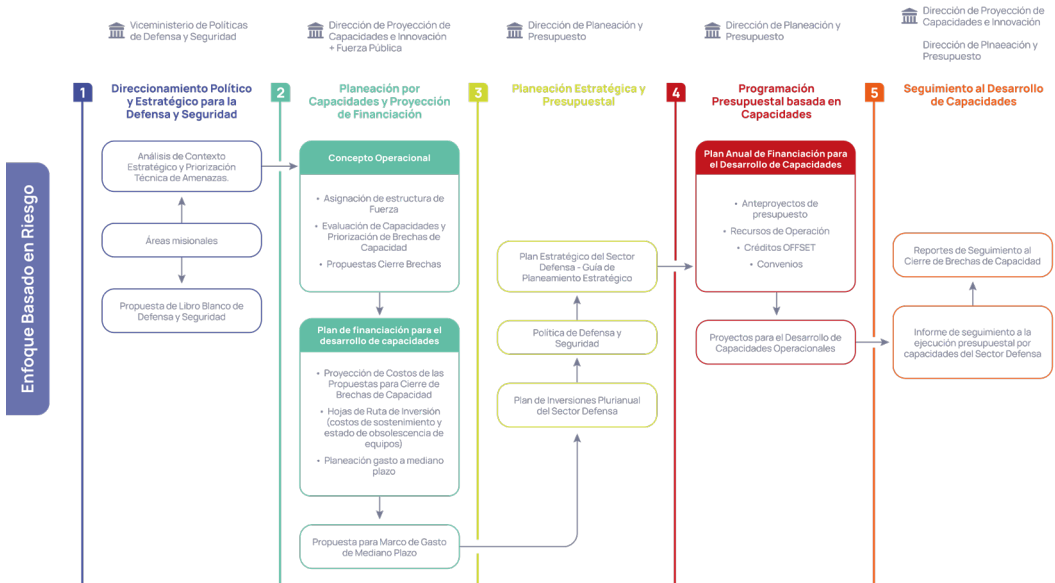 Viceministerio de Políticas
de Defensa y Seguridad
Dirección de Proyección de
Capacidades e Innovación
+ Fuerza Pública
Dirección de Planeación y
Presupuesto
Dirección de Planeación y
Presupuesto
Dirección de Proyección de
Capacidades e Innovación
Dirección de Plnaeación y
Presupuesto
Enfoque Basado en Riesgo
1
Direccionamiento Político
y Estratégico para la
Defensa y Seguridad
Análisis de Contexto
Estratégico y Priorización
Técnica de Amenazas.
Áreas misionales
Propuesta de Libro Blanco de
Defensa y Seguridad
2
Planeación por
Capacidades y Proyección
de Financiación
Concepto Operacional
• Asignación de estructura de
Fuerza
• Evaluación de Capacidades y
Priorización de Brechas de
Capacidad
• Propuestas Cierre Brechas
Plan de financiación para el
desarrollo de capacidades
• Proyección de Costos de las
Propuestas para Cierre de
Brechas de Capacidad
• Hojas de Ruta de Inversión
(costos de sostenimiento y
estado de obsolescencia de
equipos)
• Planeación gasto a mediano
plazo
Propuesta para Marco de Gasto
de Mediano Plazo
3
Planeación Estratégica y
Presupuestal
Plan Estratégico del Sector
Defensa - Guía de
Planeamiento Estratégico
Política de Defensa y
Seguridad
Plan de Inversiones Plurianual
del Sector Defensa
4
Programación
Presupuestal basada en
Capacidades
Plan Anual de Financiación para
el Desarrollo de Capacidades
• Anteproyectos de
presupuesto
• Recursos de Operación
• Créditos OFFSET
• Convenios
Proyectos para el Desarrollo de
Capacidades Operacionales
5
Seguimiento al Desarrollo
de Capacidades
Reportes de Seguimiento al
Cierre de Brechas de Capacidad
Informe de seguimiento a la
ejecución presupuestal por
capacidades del Sector Defensa